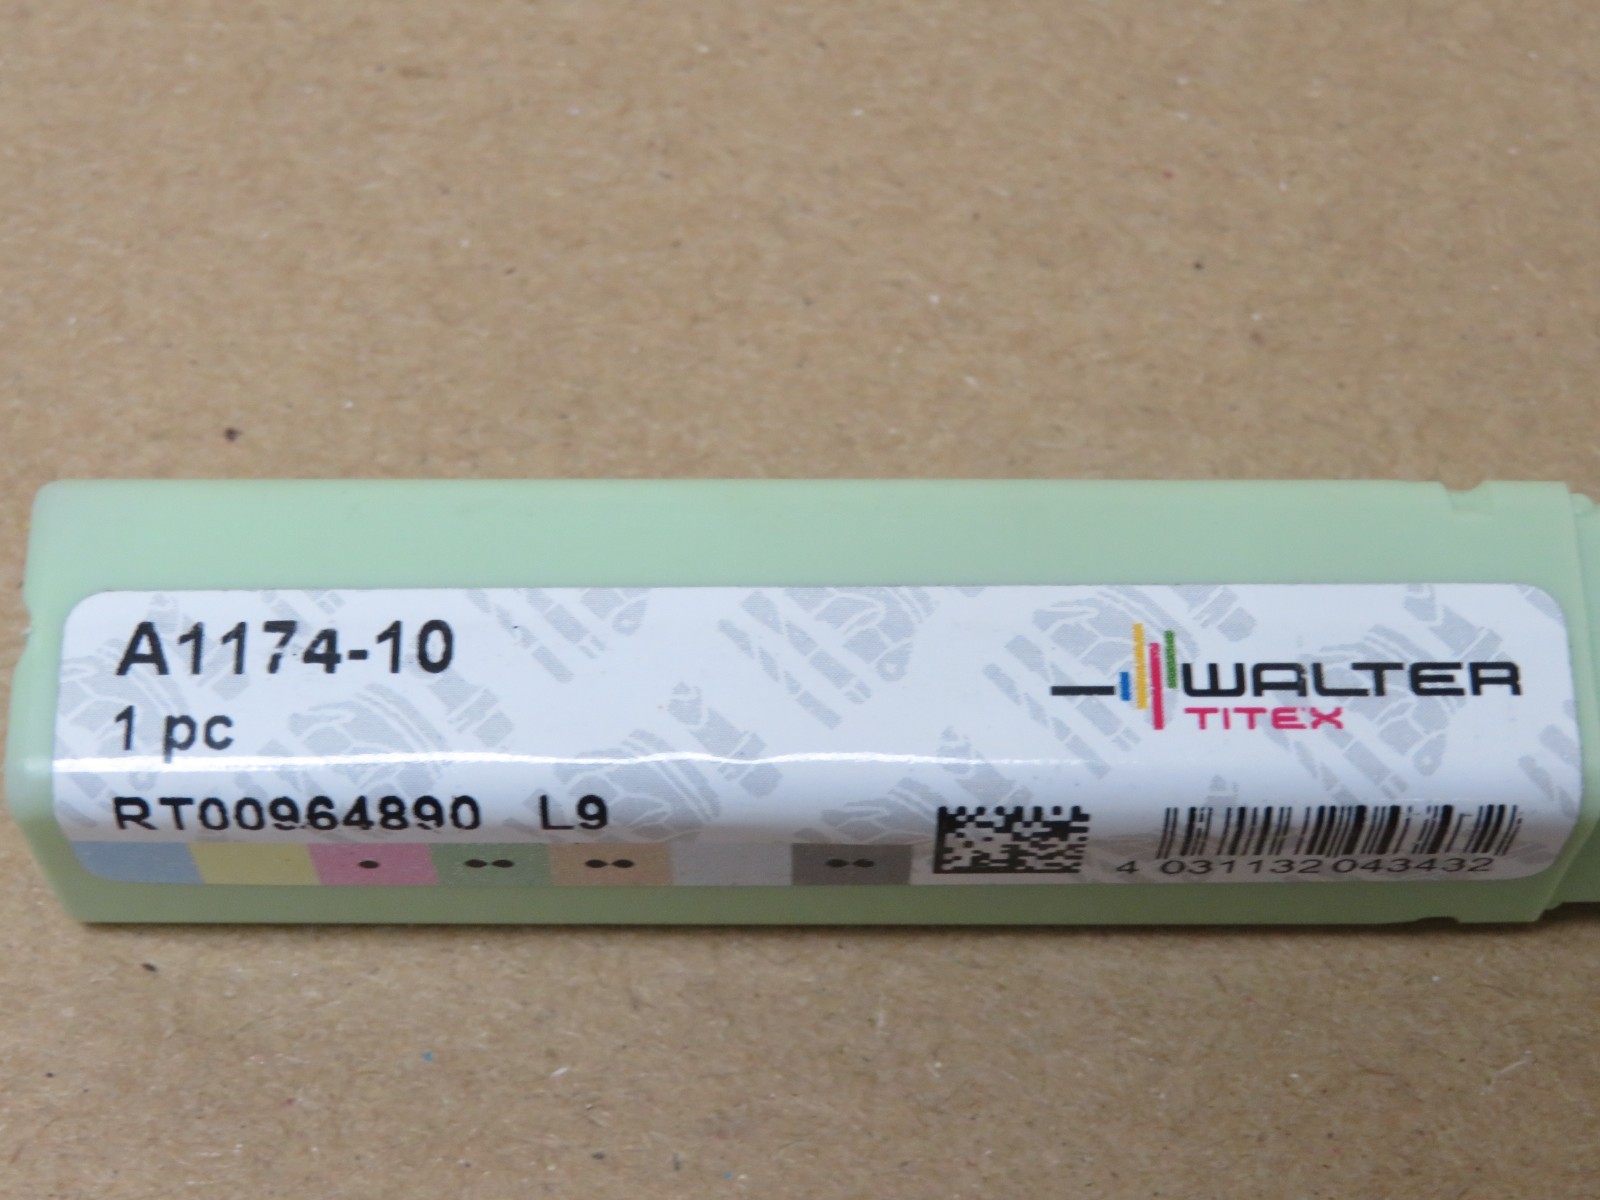 A1174-10
1 pc
WALTER
TITEX
RT00964890 L9
4 031132 043432